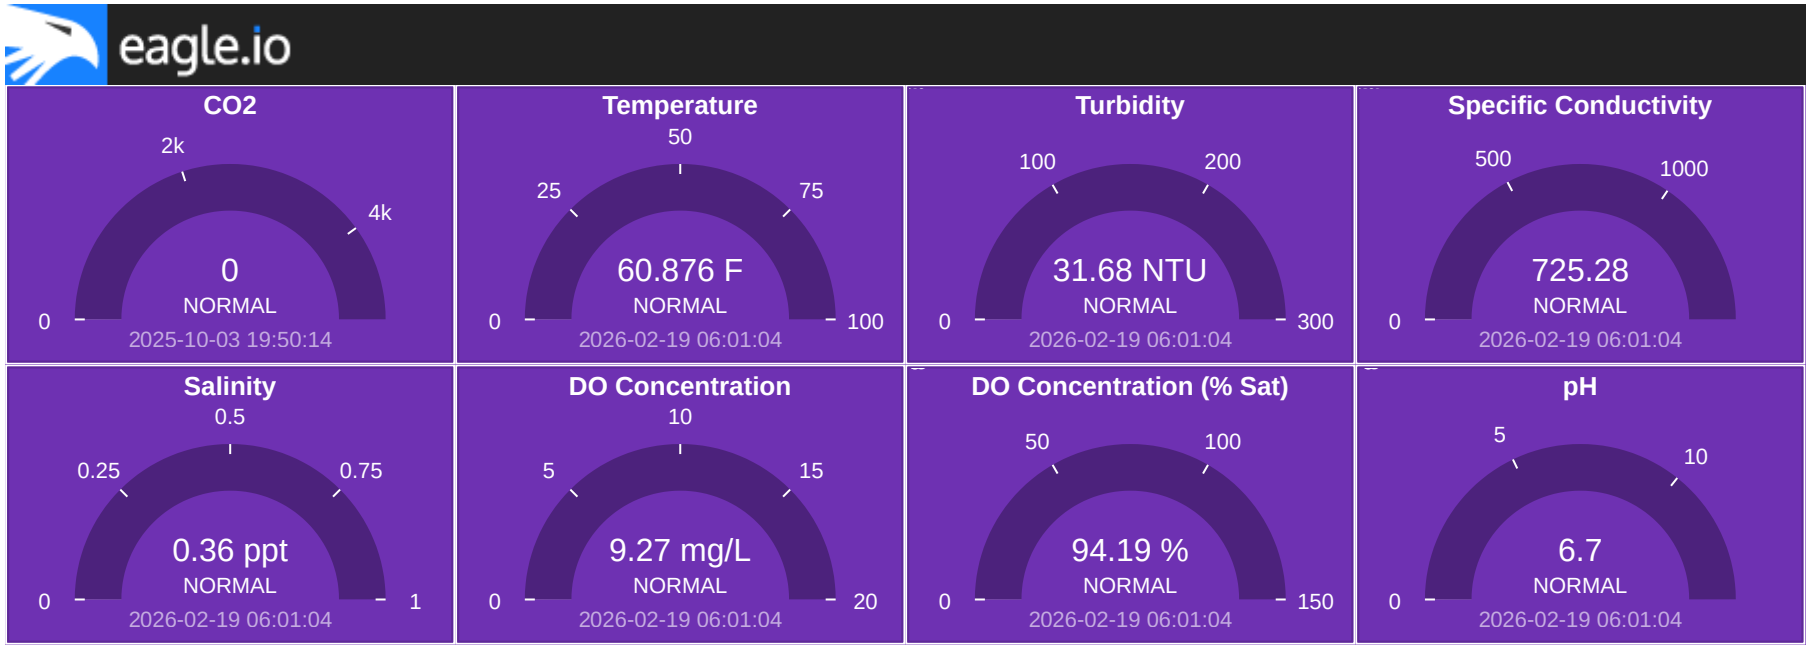 eagle.io
CO2
2k
4k
0
0
NORMAL
2025-10-03 19:50:14
Temperature
50
25
75
60.876 F
NORMAL
0
100
2026-02-19 06:01:04
Turbidity
100
200
31.68 NTU
NORMAL
0
300
2026-02-19 06:01:04
Specific Conductivity
500
1000
725.28
NORMAL
0
2026-02-19 06:01:04
Salinity
0.5
0.25
0.75
0.36 ppt
NORMAL
0
1
2026-02-19 06:01:04
DO Concentration
10
5
15
9.27 mg/L
NORMAL
0
20
2026-02-19 06:01:04
DO Concentration (% Sat)
50
100
94.19 %
NORMAL
0
150
2026-02-19 06:01:04
pH
5
10
6.7
NORMAL
0
2026-02-19 06:01:04